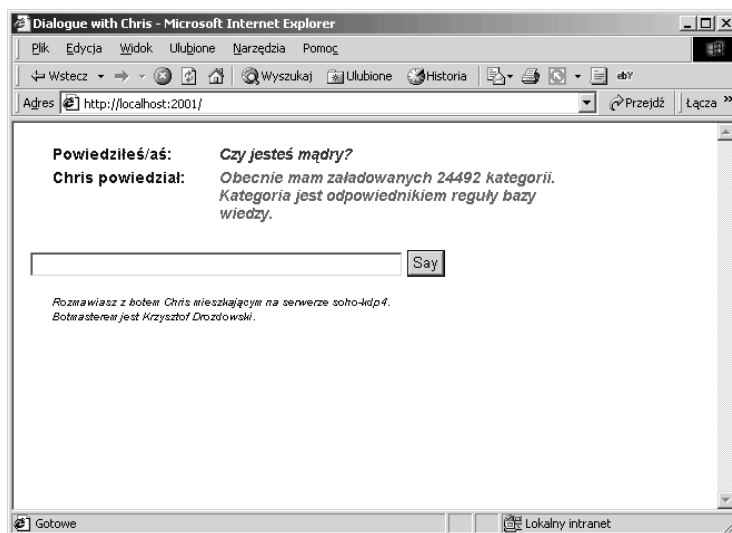 Dialogue with Chris - Microsoft Internet Explorer
Plik Edycja Widok Ulubione Narzędzia Pomoc
Wstecz Wyszukaj Ulubione Historia
Adres http://localhost:2001/ Przejdź Łącza »
Powiedziłeś/aś: Czy jesteś mądry?
Chris powiedział: Obecnie mam załadowanych 24492 kategorii.
Kategoria jest odpowiednikiem reguły bazy
wiedzy.
Say
Rozmawiasz z botem Chris mieszkającym na serwerze soho-kdp4.
Botmasterem jest Krzysztof Drozdowski.
Gotowe Lokalny intranet